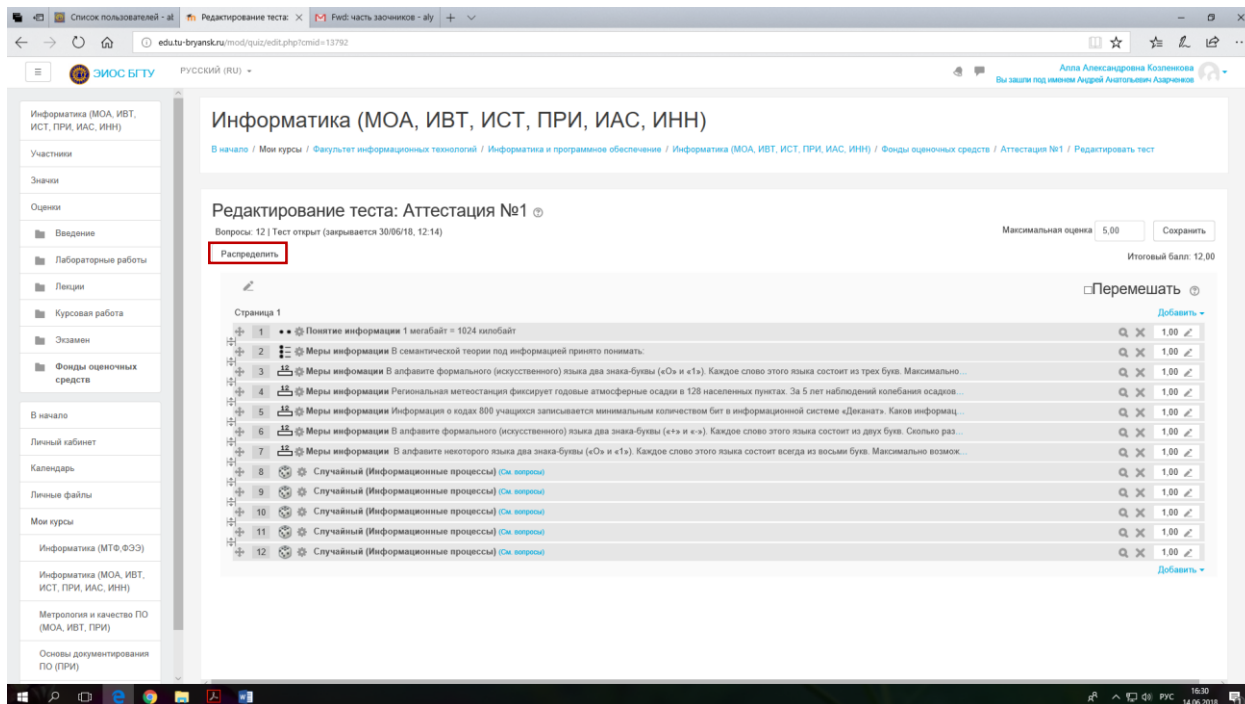 Список пользователей - at
Редактирование теста:
Fwd: часть заочников - aly
edu.tu-bryansk.ru/mod/quiz/edit.php?cmid=13792
ЭИОС БГТУ
РУССКИЙ (RU)
Алла Александровна Козленкова
Вы зашли под именем Андрей Анатольевич Азарченков
Информатика (МОА, ИВТ,
ИСТ, ПРИ, ИАС, ИНН)
Участники
Значки
Оценки
Введение
Лабораторные работы
Лекции
Курсовая работа
Экзамен
Фонды оценочных
средств
В начало
Личный кабинет
Календарь
Личные файлы
Мои курсы
Информатика (МТФ,ФЭЭ)
Информатика (МОА, ИВТ,
ИСТ, ПРИ, ИАС, ИНН)
Метрология и качество ПО
(МОА, ИВТ, ПРИ)
Основы документирования
ПО (ПРИ)
Информатика (МОА, ИВТ, ИСТ, ПРИ, ИАС, ИНН)
В начало / Мои курсы / Факультет информационных технологий / Информатика и программное обеспечение / Информатика (МОА, ИВТ, ИСТ, ПРИ, ИАС, ИНН) / Фонды оценочных средств / Аттестация №1 / Редактировать тест
Редактирование теста: Аттестация №1
Вопросы: 12 | Тест открыт (закрывается 30/06/18, 12:14)
Максимальная оценка 5,00 Сохранить
Распределить
Итоговый балл: 12,00
Перемешать
Страница 1
Добавить
1 Понятие информации 1 мегабайт = 1024 килобайт 1,00
2 Меры информации В семантической теории под информацией принято понимать: 1,00
3 Меры инфомации В алфавите формального (искусственного) языка два знака-буквы («О» и «1»). Каждое слово этого языка состоит из трех букв. Максимально... 1,00
4 Меры информации Региональная метеостанция фиксирует годовые атмосферные осадки в 128 населенных пунктах. За 5 лет наблюдений колебания осадков... 1,00
5 Меры информации Информация о кодах 800 учащихся записывается минимальным количеством бит в информационной системе «Деканат». Каков информац... 1,00
6 Меры информации В алфавите формального (искусственного) языка два знака-буквы («+» и «-»). Каждое слово этого языка состоит из двух букв. Сколько раз... 1,00
7 Меры информации В алфавите некоторого языка два знака-буквы («О» и «1»). Каждое слово этого языка состоит всегда из восьми букв. Максимально возмож... 1,00
8 Случайный (Информационные процессы) (См. вопросы) 1,00
9 Случайный (Информационные процессы) (См. вопросы) 1,00
10 Случайный (Информационные процессы) (См. вопросы) 1,00
11 Случайный (Информационные процессы) (См. вопросы) 1,00
12 Случайный (Информационные процессы) (См. вопросы) 1,00
Добавить
РУС
16:30
14.06.2018